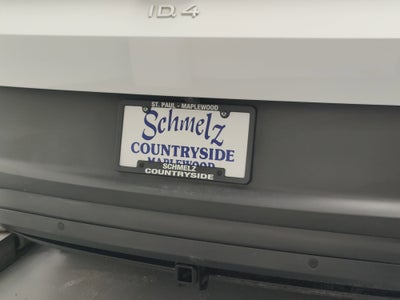 ID.4
ST. PAUL - MAPLEWOOD
Schmelz
COUNTRYSIDE
MAPLEWOOD
SCHMELZ
COUNTRYSIDE